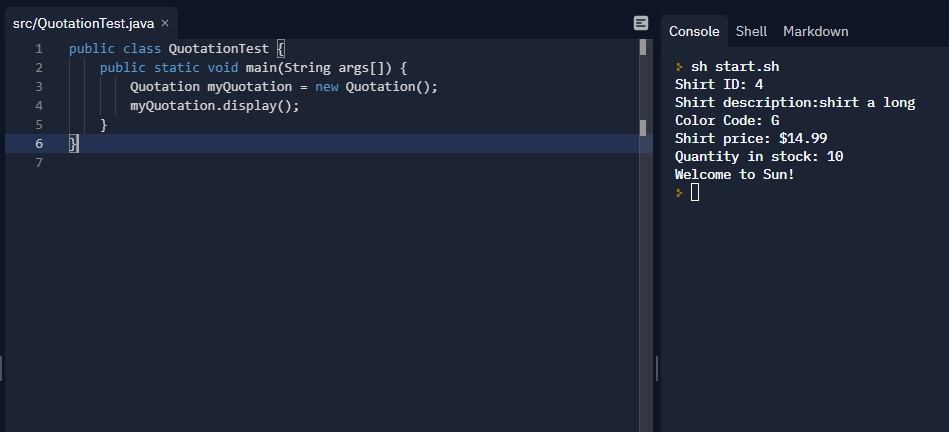 src/QuotationTest.java ×
1 public class QuotationTest {
2     public static void main(String args[]) {
3         Quotation myQuotation = new Quotation();
4         myQuotation.display();
5     }
6 }
7
Console Shell Markdown
sh start.sh
Shirt ID: 4
Shirt description:shirt a long
Color Code: G
Shirt price: $14.99
Quantity in stock: 10
Welcome to Sun!